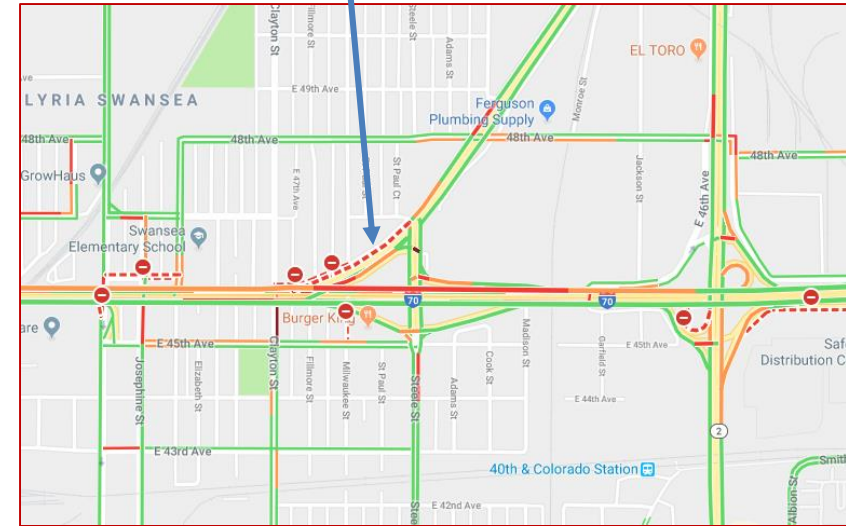 Clayton St
Fillmore St
Steele St
Adams St
EL TORO
E 49th Ave
LYRIA SWANSEA
Ferguson
Plumbing Supply
Monroe St
48th Ave
48th Ave
48th Ave
48th Ave
GrowHaus
E 47th Ave
St Paul Ct
Jackson St
E 46th Ave
Swansea
Elementary School
70
70
Burger King
are
E 45th Ave
E 45th Ave
Saf
Distribution C
Josephine St
Elizabeth St
Clayton St
Fillmore St
Milwaukee St
St Paul St
Steele St
Adams St
Cook St
Madison St
Garfield St
E 44th Ave
2
E 43rd Ave
40th & Colorado Station
Smith
Albion St
E 42nd Ave
Stee